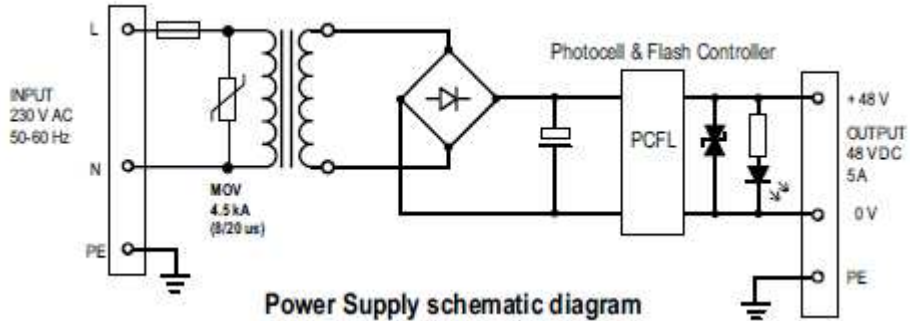 L
Photocell & Flash Controller
INPUT
230 V AC
50-60 Hz
+ 48 V
PCFL
OUTPUT
48 V DC
5A
N
MOV
4.5 kA
(8/20 us)
0 V
PE
PE
Power Supply schematic diagram